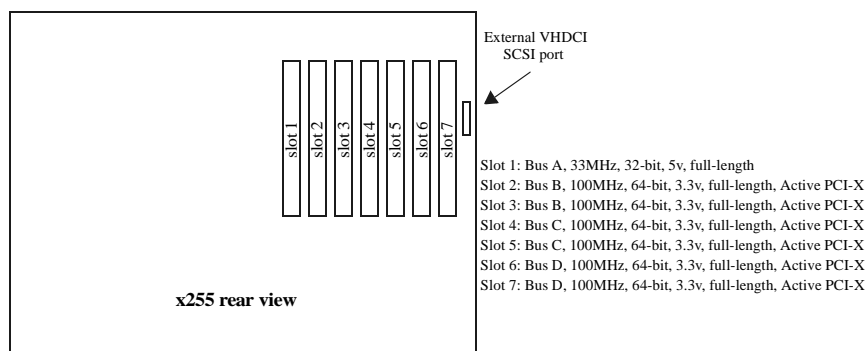 External VHDCI
SCSI port
slot 1
slot 2
slot 3
slot 4
slot 5
slot 6
slot 7
Slot 1: Bus A, 33MHz, 32-bit, 5v, full-length
Slot 2: Bus B, 100MHz, 64-bit, 3.3v, full-length, Active PCI-X
Slot 3: Bus B, 100MHz, 64-bit, 3.3v, full-length, Active PCI-X
Slot 4: Bus C, 100MHz, 64-bit, 3.3v, full-length, Active PCI-X
Slot 5: Bus C, 100MHz, 64-bit, 3.3v, full-length, Active PCI-X
Slot 6: Bus D, 100MHz, 64-bit, 3.3v, full-length, Active PCI-X
Slot 7: Bus D, 100MHz, 64-bit, 3.3v, full-length, Active PCI-X
x255 rear view